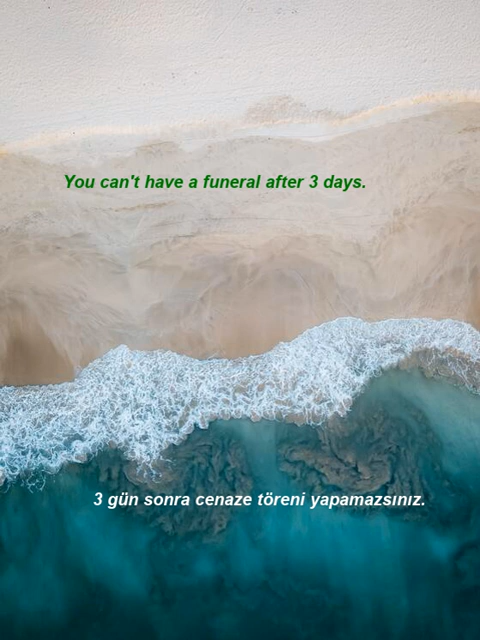 You can't have a funeral after 3 days.
3 gün sonra cenaze töreni yapamazsınız.